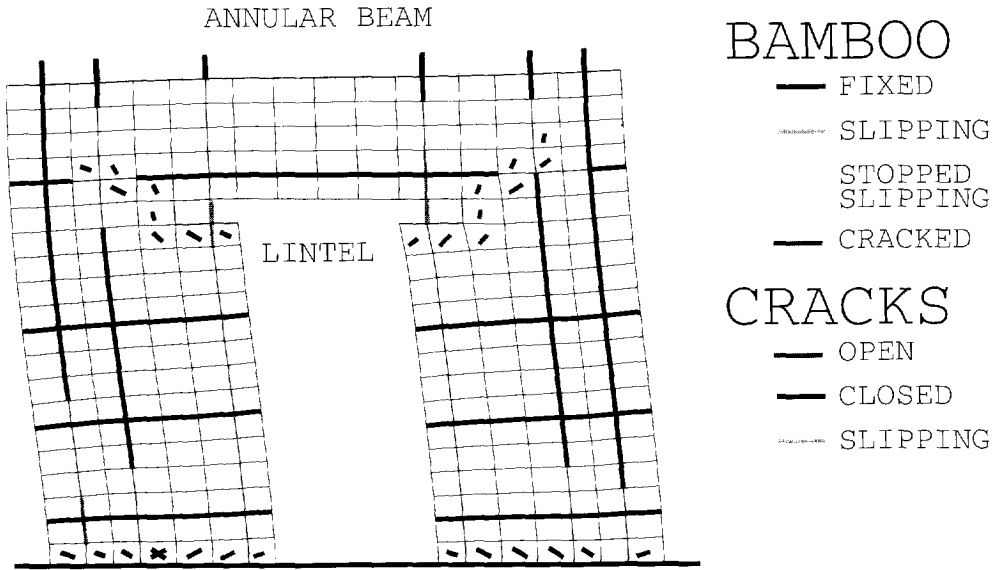 ANNULAR BEAM
LINTEL
BAMBOO
FIXED
SLIPPING
STOPPED
SLIPPING
CRACKED
CRACKS
OPEN
CLOSED
SLIPPING